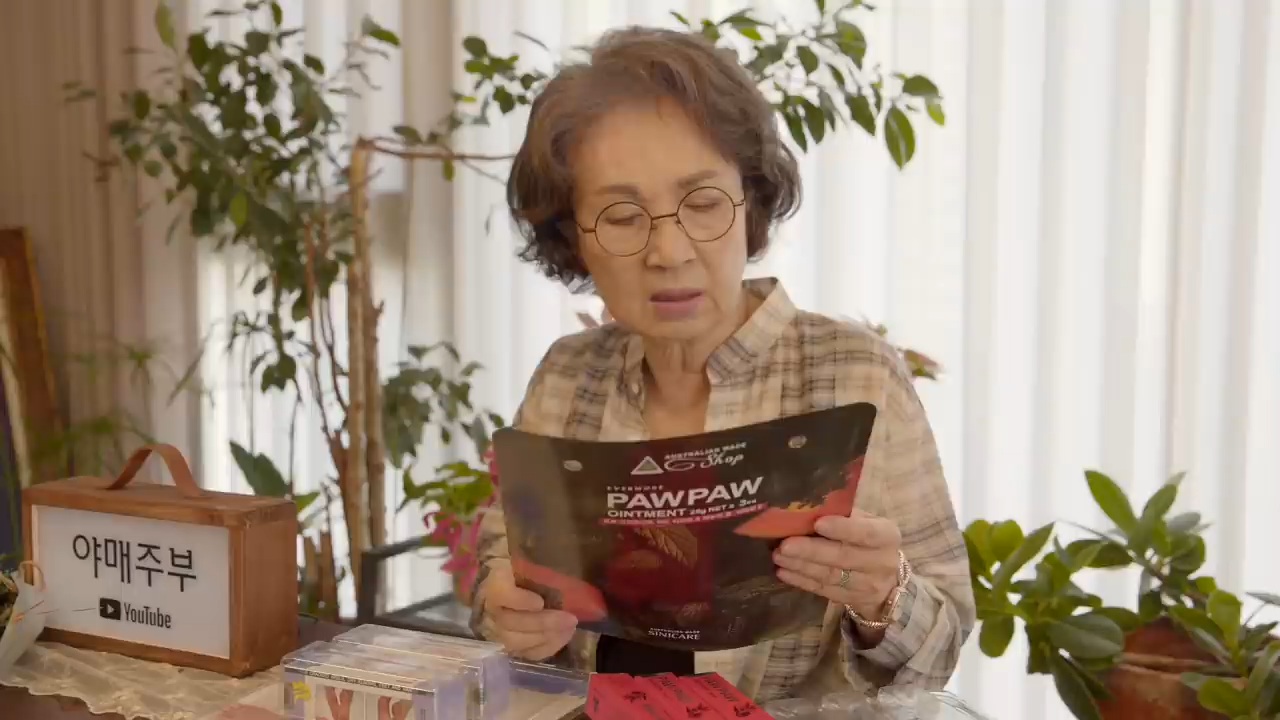 야매주부
YouTube
AUSTRALIAN MADE
Shop
EVERMORE
PAWPAW
OINTMENT 25g NET x 3EA
SINICARE